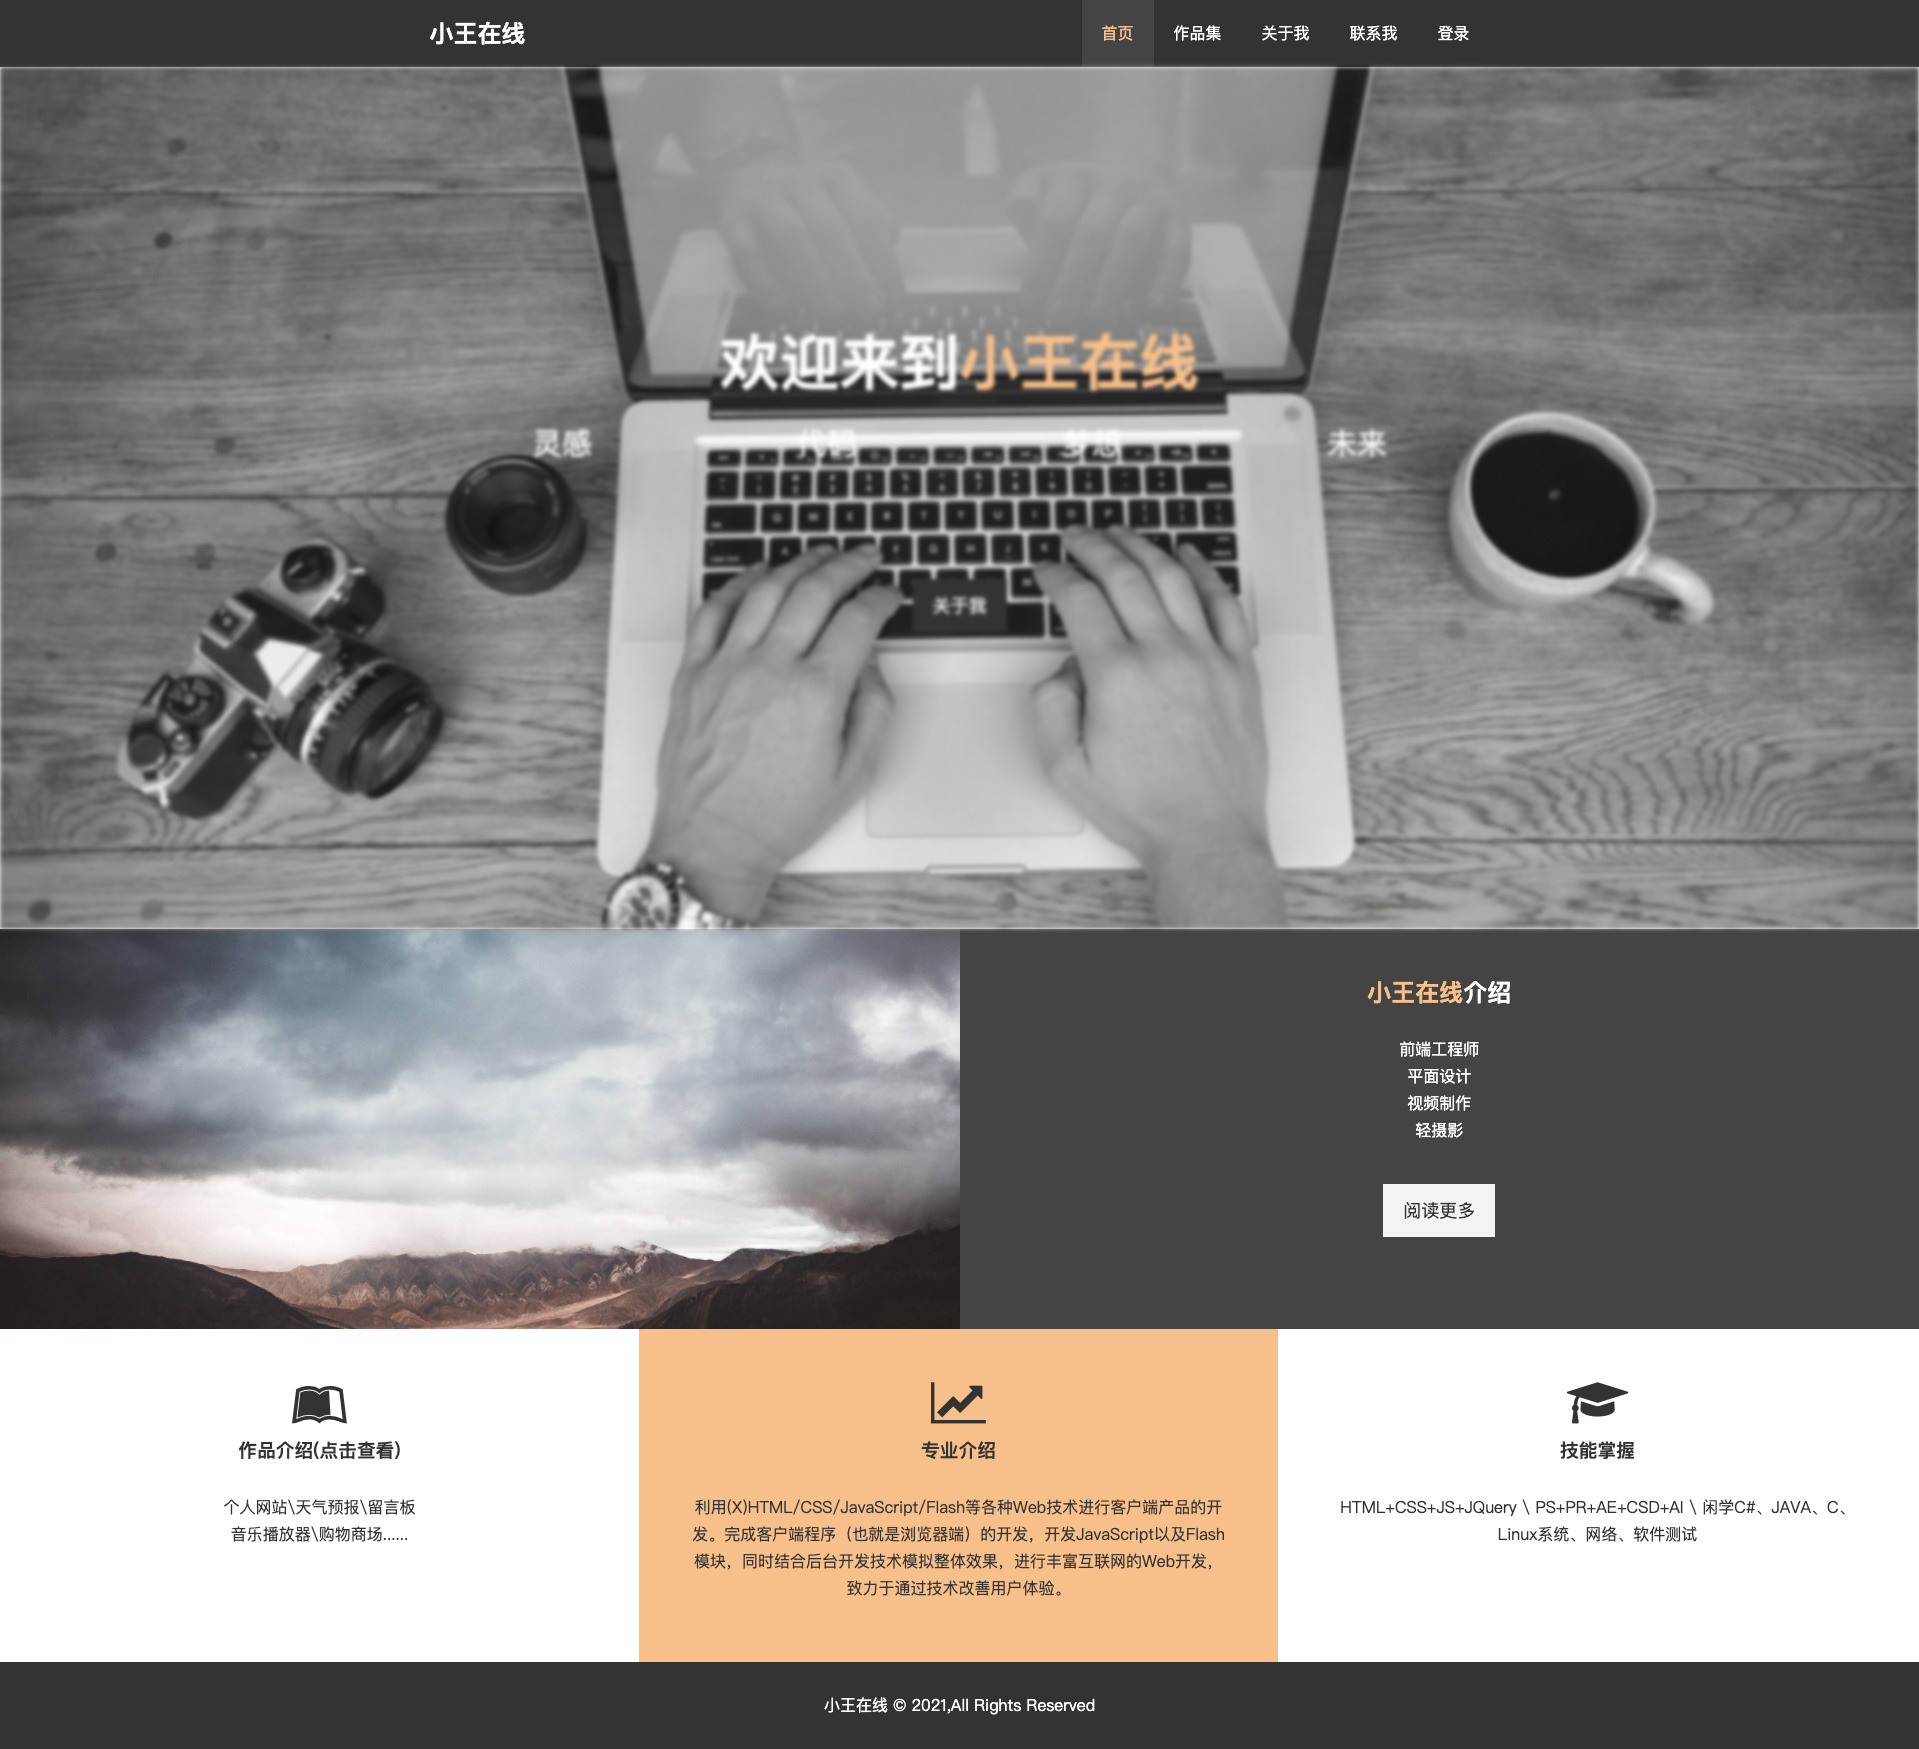 小王在线
首页 作品集 关于我 联系我 登录
欢迎来到小王在线
灵感 代码 梦想 未来
关于我
小王在线介绍
前端工程师
平面设计
视频制作
轻摄影
阅读更多
作品介绍(点击查看)
个人网站\天气预报\留言板
音乐播放器\购物商场......
专业介绍
利用(X)HTML/CSS/JavaScript/Flash等各种Web技术进行客户端产品的开
发。完成客户端程序（也就是浏览器端）的开发，开发JavaScript以及Flash
模块，同时结合后台开发技术模拟整体效果，进行丰富互联网的Web开发，
致力于通过技术改善用户体验。
技能掌握
HTML+CSS+JS+JQuery \ PS+PR+AE+CSD+AI \ 闲学C#、JAVA、C、
Linux系统、网络、软件测试
小王在线 © 2021,All Rights Reserved